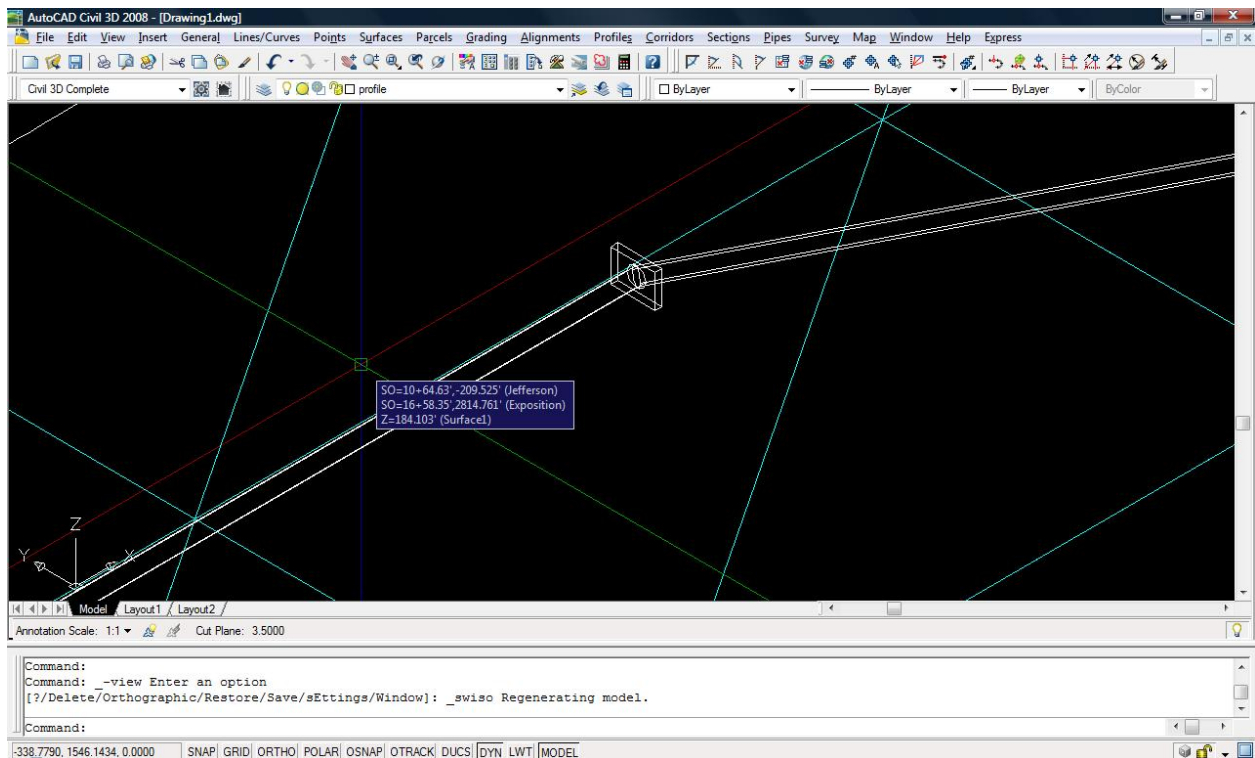 AutoCAD Civil 3D 2008 - [Drawing1.dwg]
File Edit View Insert General Lines/Curves Points Surfaces Parcels Grading Alignments Profiles Corridors Sections Pipes Survey Map Window Help Express
Civil 3D Complete profile ByLayer ByLayer ByLayer ByColor
SO=10+64.63',-209.525' (Jefferson)
SO=16+58.35',2814.761' (Exposition)
Z=184.103' (Surface1)
Z
Y X
Model Layout1 Layout2
Annotation Scale: 1:1 Cut Plane: 3.5000
Command:
Command: _-view Enter an option
[?/Delete/Orthographic/Restore/Save/sEttings/Window]: _swiso Regenerating model.
Command:
-338.7790, 1546.1434, 0.0000 SNAP GRID ORTHO POLAR OSNAP OTRACK DUCS DYN LWT MODEL